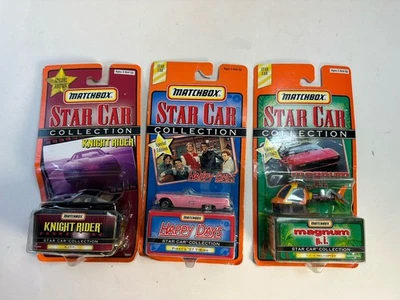 MATCHBOX
STAR CAR
COLLECTION
KNIGHT RIDER
MATCHBOX
KNIGHT RIDER
STAR CAR COLLECTION
MATCHBOX
STAR CAR
COLLECTION
Happy Days
MATCHBOX
HAPPY DAYS
STAR CAR COLLECTION
MATCHBOX
STAR CAR
COLLECTION
MATCHBOX
magnum
p.i.
STAR CAR COLLECTION